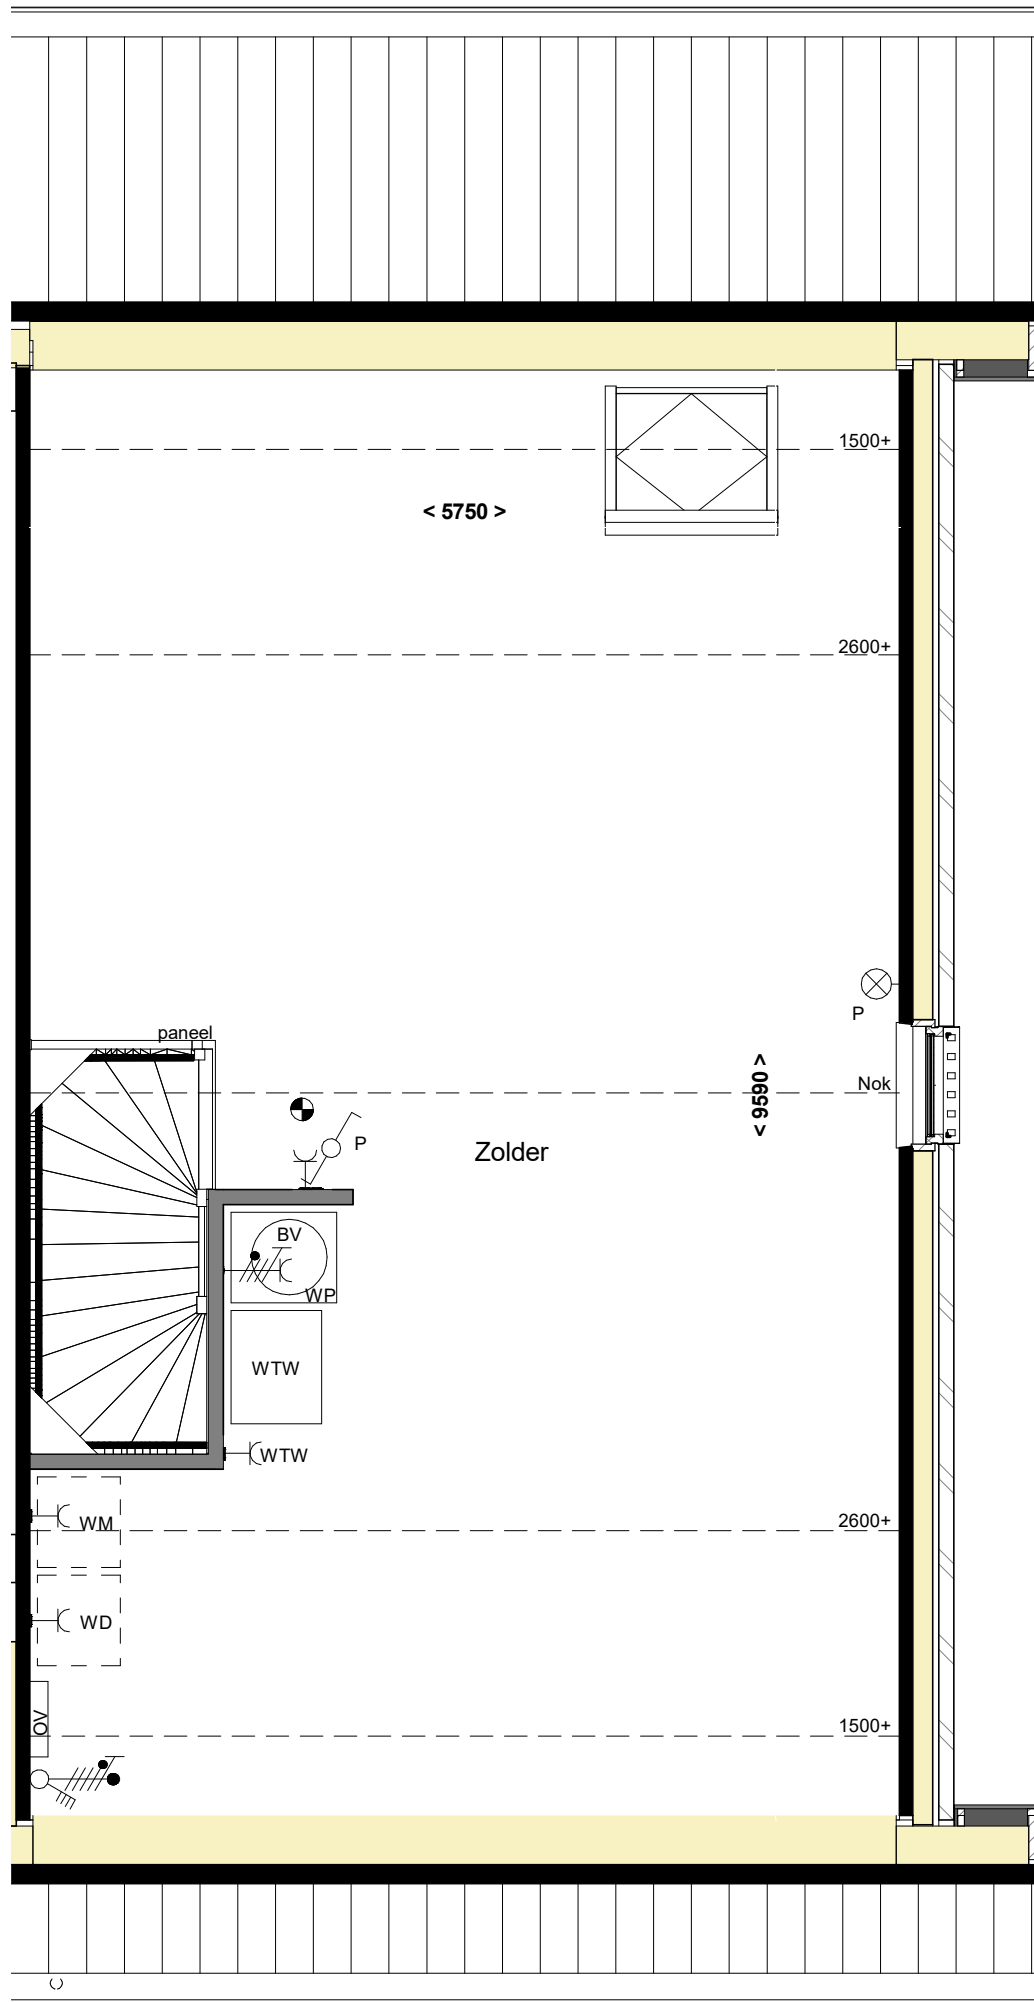 1500+
< 5750 >
2600+
P
paneel
< 9590 >
Nok
P
Zolder
BV
WP
WTW
WTW
WM
2600+
WD
OV
1500+